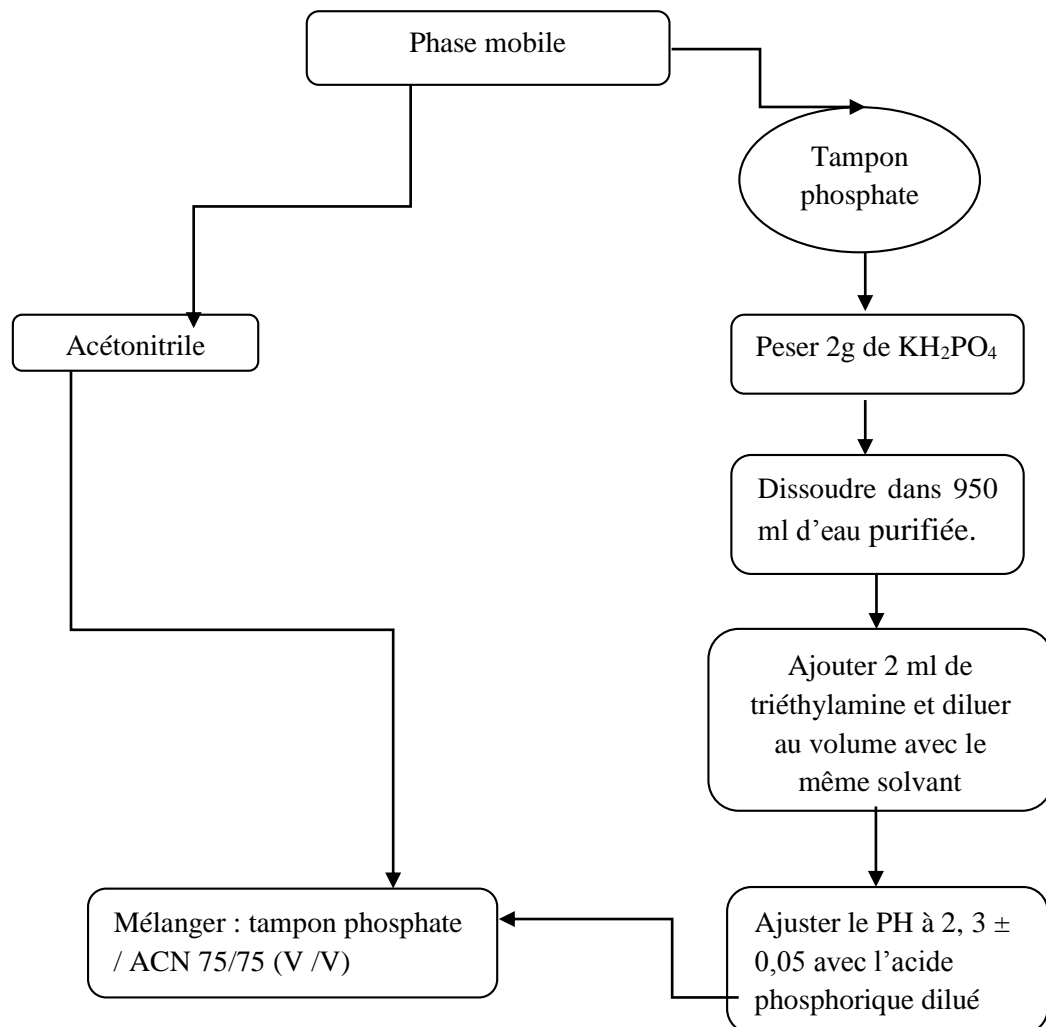 Phase mobile
Tampon
phosphate
Acétonitrile
Peser 2g de KH₂PO₄
Dissoudre dans 950
ml d’eau purifiée.
Ajouter 2 ml de
triéthylamine et diluer
au volume avec le
même solvant
Mélanger : tampon phosphate
/ ACN 75/75 (V /V)
Ajuster le PH à 2, 3 ±
0,05 avec l’acide
phosphorique dilué